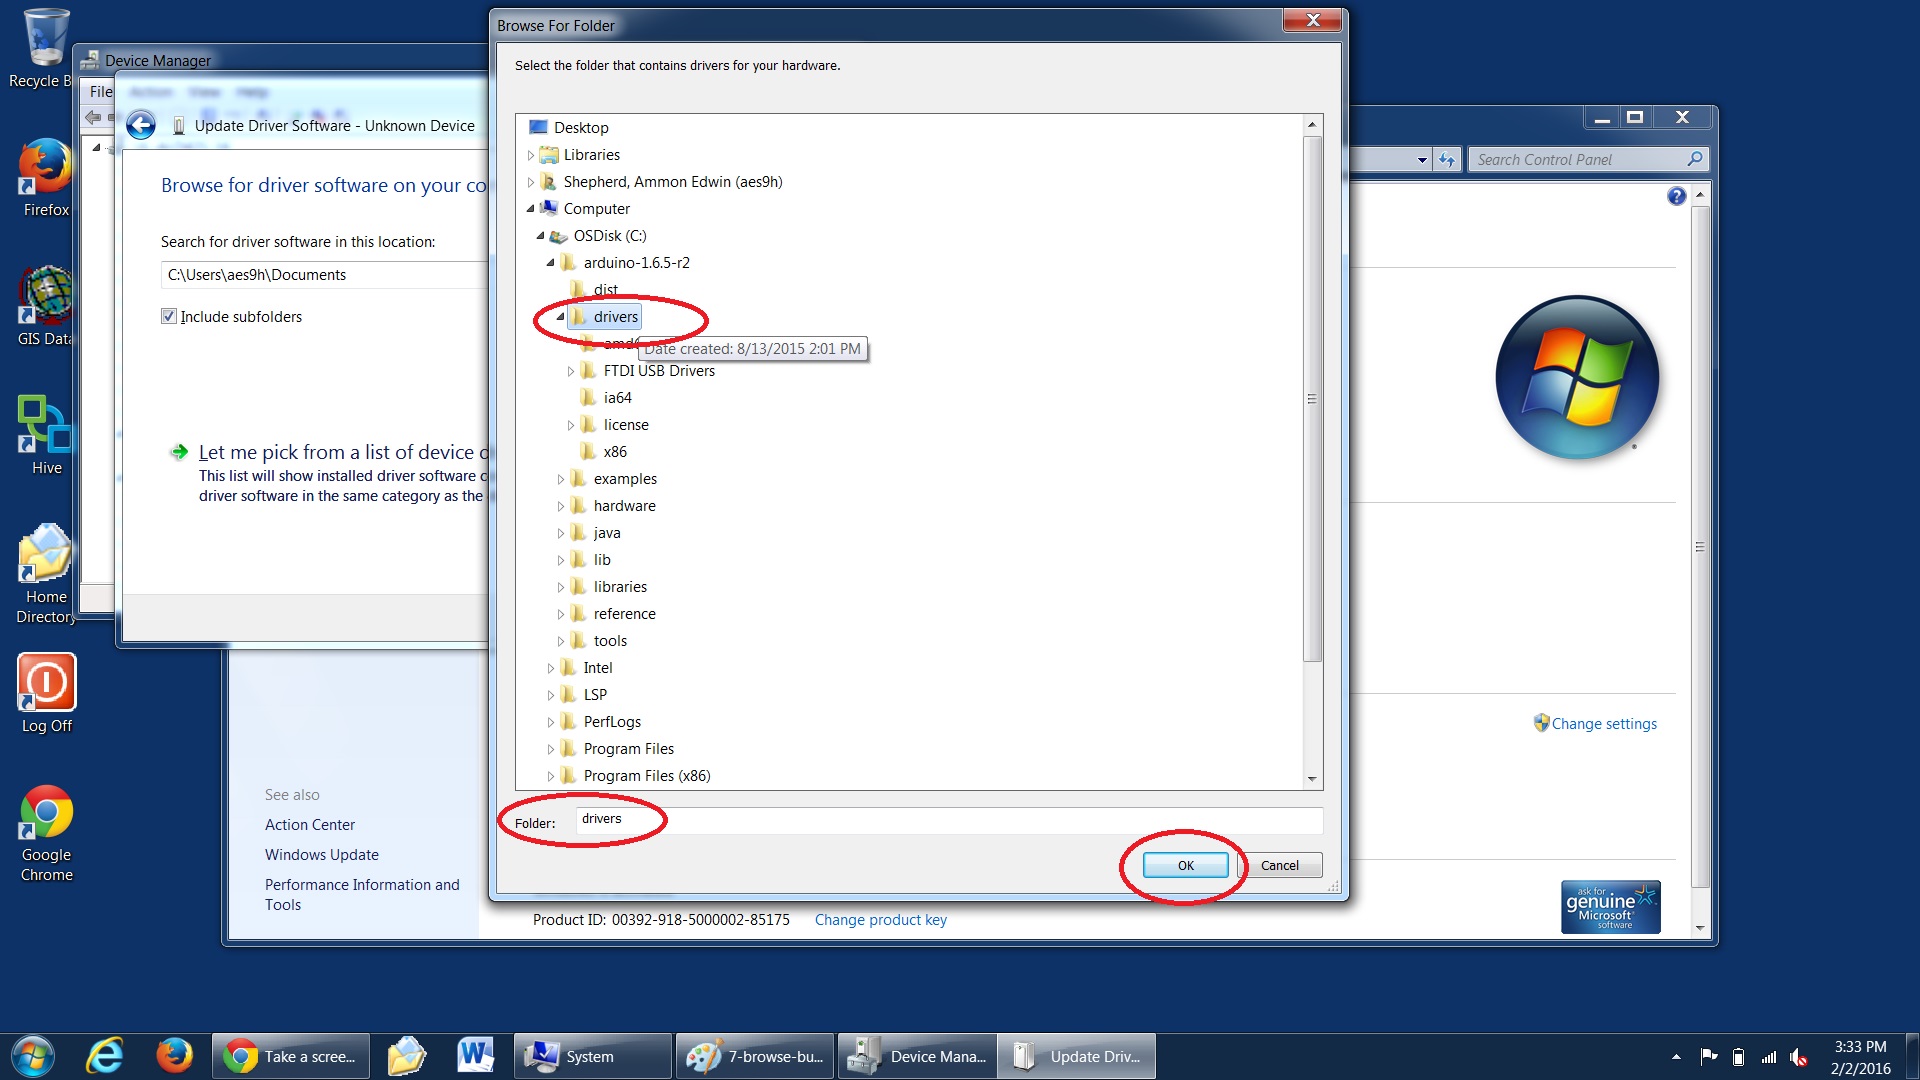 Recycle B
Firefox
GIS Data
Hive
Home
Directory
Log Off
Google
Chrome
Device Manager
File
Action View Help
Update Driver Software - Unknown Device
Browse for driver software on your co
Search for driver software in this location:
C:\Users\aes9h\Documents
Include subfolders
Let me pick from a list of device d
This list will show installed driver software c
driver software in the same category as the
Browse For Folder
X
Select the folder that contains drivers for your hardware.
Desktop
Libraries
Shepherd, Ammon Edwin (aes9h)
Computer
OSDisk (C:)
arduino-1.6.5-r2
dist
drivers
Date created: 8/13/2015 2:01 PM
FTDI USB Drivers
ia64
license
x86
examples
hardware
java
lib
libraries
reference
tools
Intel
LSP
PerfLogs
Program Files
Program Files (x86)
Folder:
drivers
OK
Cancel
Search Control Panel
Change settings
See also
Action Center
Windows Update
Performance Information and
Tools
Product ID: 00392-918-5000002-85175
Change product key
ask for
genuine
Microsoft
software
Take a scree...
System
7-browse-bu...
Device Mana...
Update Driv...
3:33 PM
2/2/2016